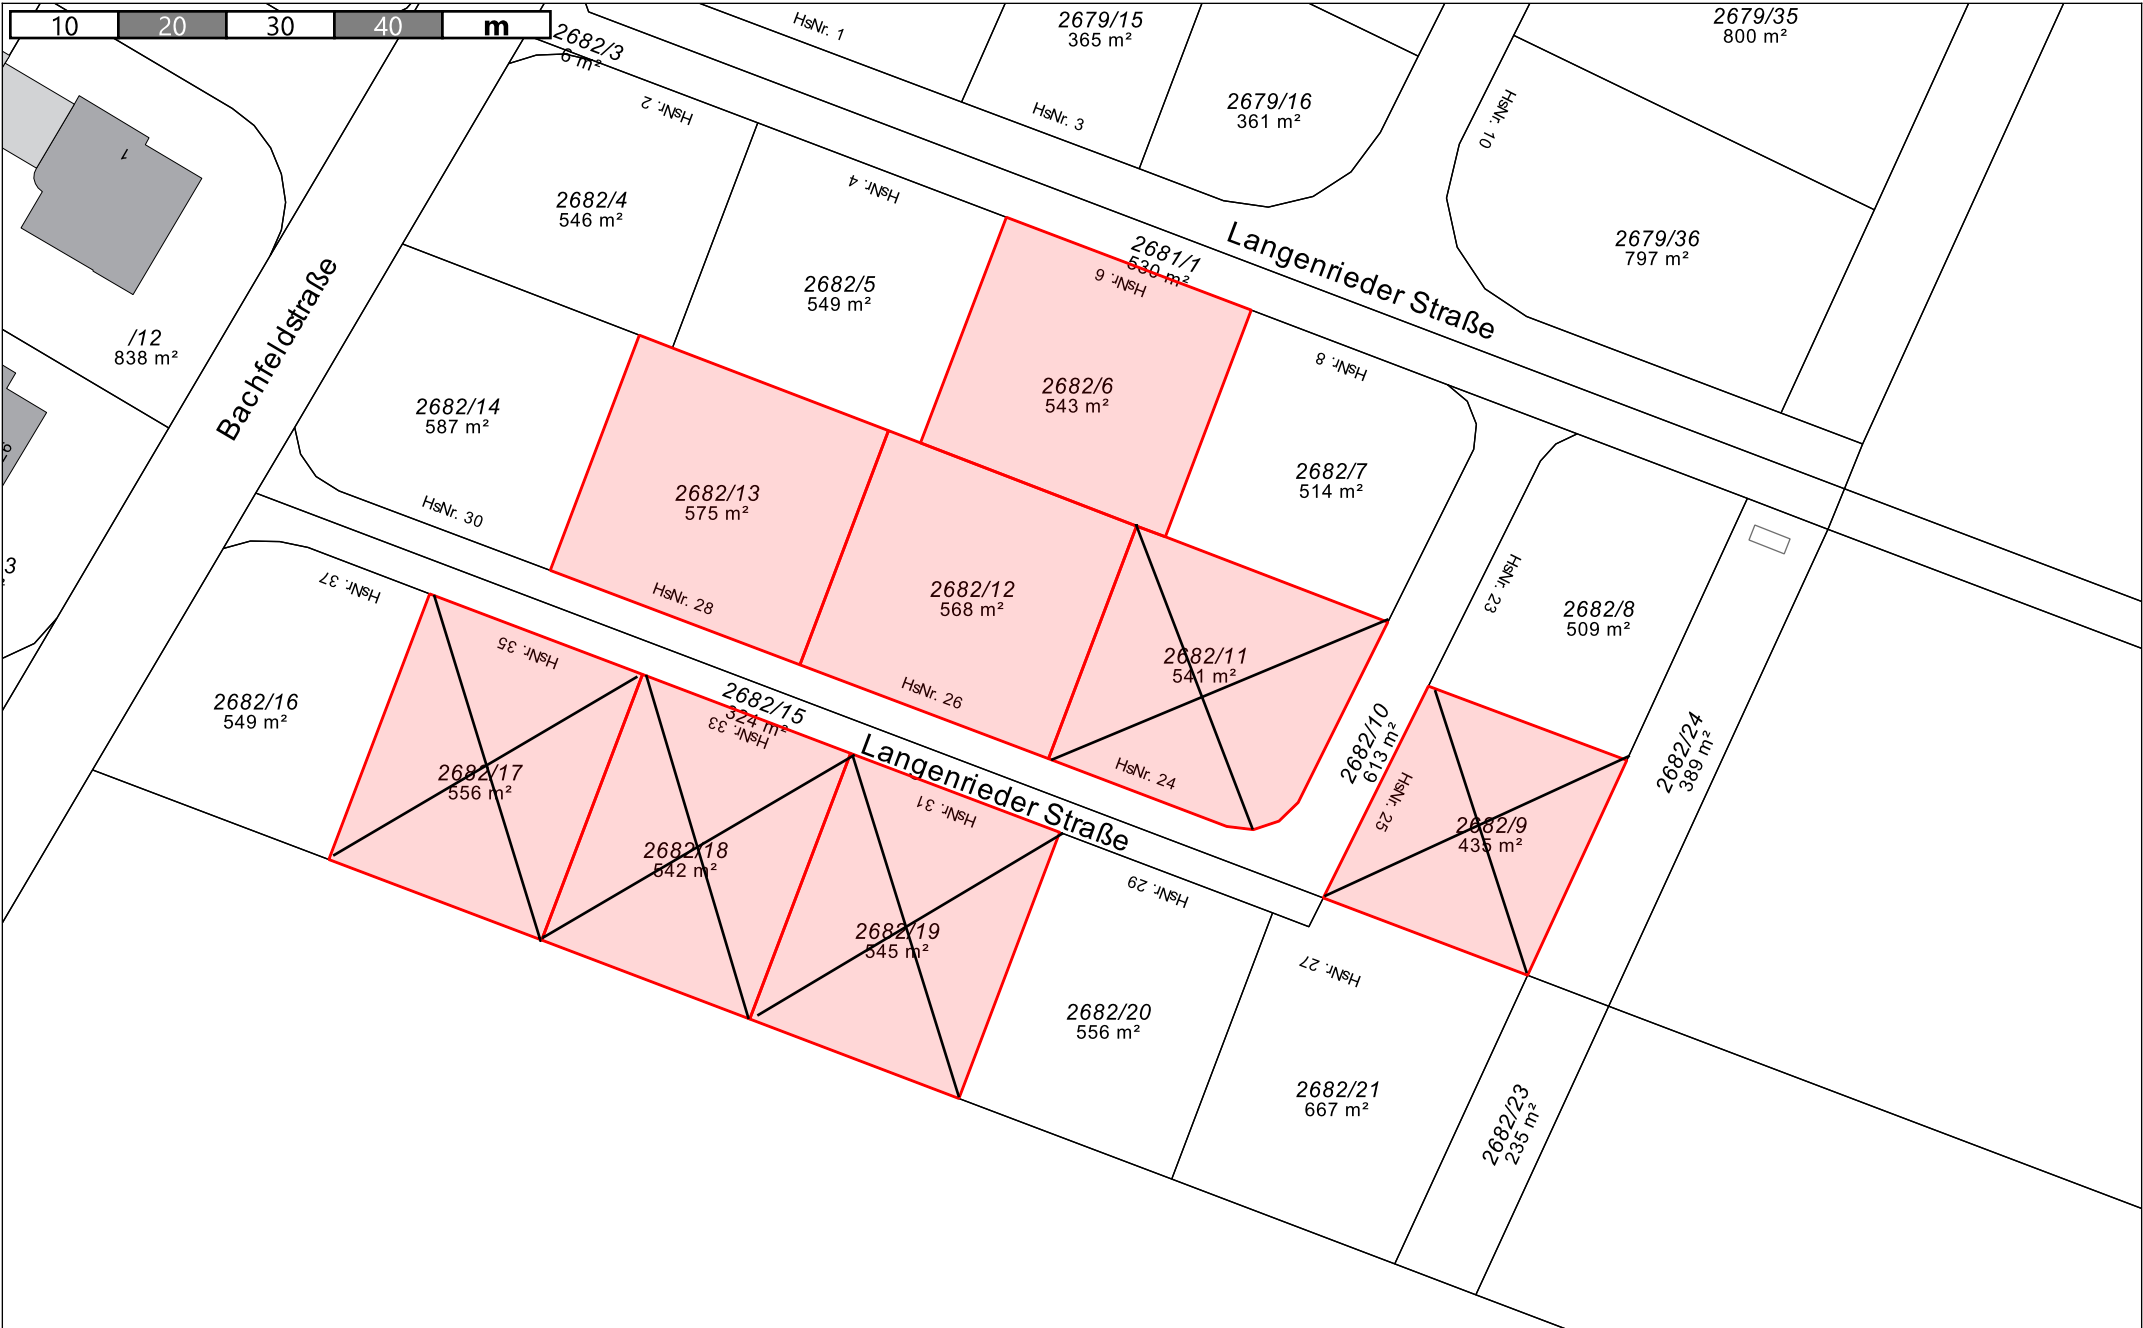 10 20 30 40 m
2682/3
6 m²
HsNr. 1
2679/15
365 m²
2679/35
800 m²
HsNr. 2
HsNr. 3
2679/16
361 m²
HsNr. 10
1
2682/4
546 m²
HsNr. 4
2681/1
530 m²
HsNr. 6
Langenrieder Straße
2679/36
797 m²
Bachfeldstraße
/12
838 m²
2682/5
549 m²
2682/6
543 m²
HsNr. 8
2682/14
587 m²
2682/7
514 m²
2682/13
575 m²
HsNr. 30
HsNr. 37
HsNr. 28
2682/12
568 m²
HsNr. 23
2682/8
509 m²
3
HsNr. 35
2682/11
541 m²
HsNr. 26
2682/16
549 m²
2682/15
324 m²
HsNr. 33
Langenrieder Straße
HsNr. 24
2682/10
613 m²
2682/24
389 m²
2682/17
556 m²
HsNr. 31
HsNr. 25
2682/9
435 m²
2682/18
542 m²
HsNr. 29
2682/19
545 m²
HsNr. 27
2682/20
556 m²
2682/21
667 m²
2682/23
235 m²